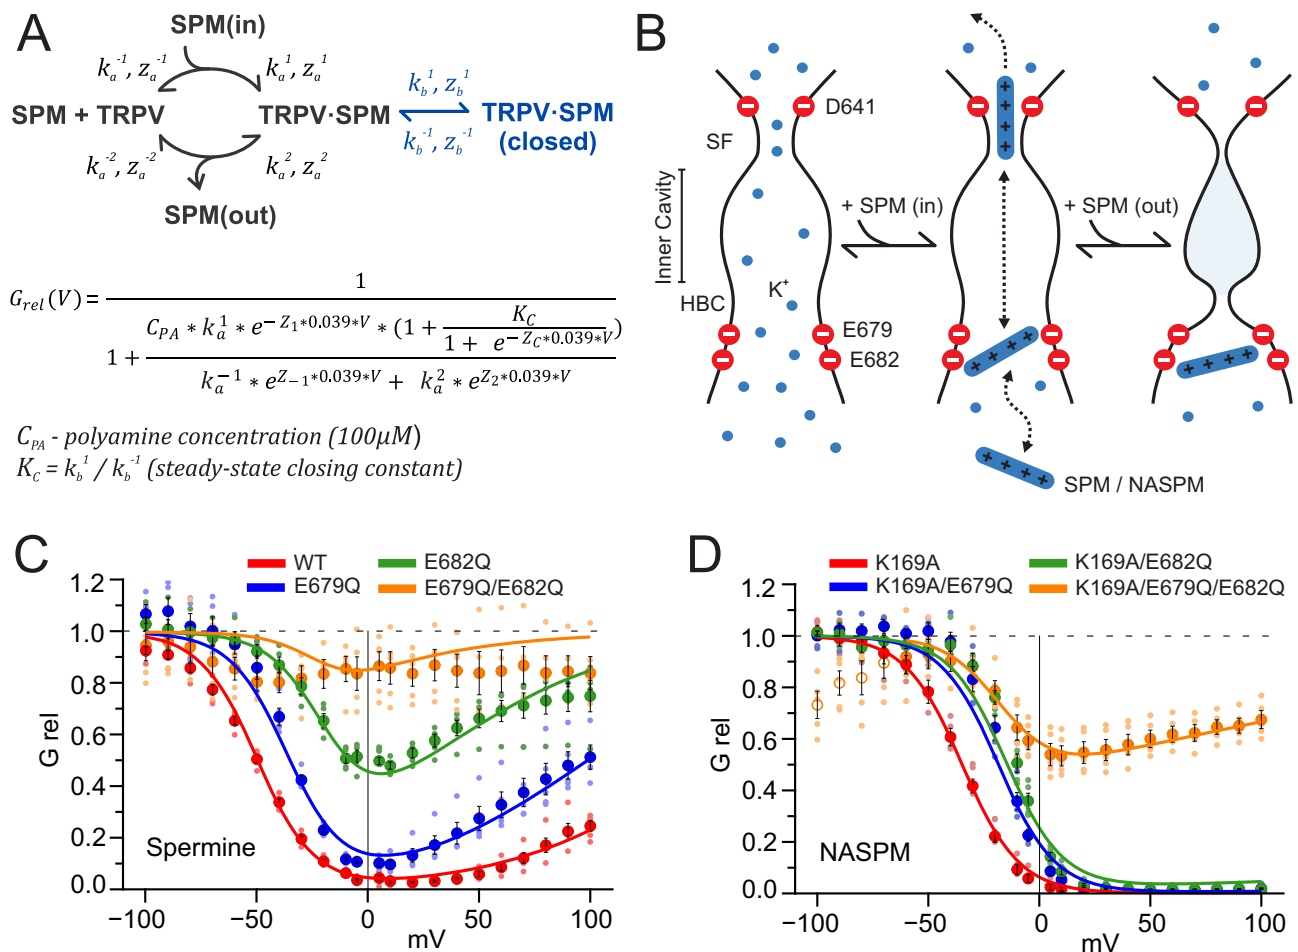 A
SPM(in)
k_a^-1, z_a^-1
k_a^1, z_a^1
SPM + TRPV
TRPV·SPM
k_b^1, z_b^1
k_b^-1, z_b^-1
TRPV·SPM
(closed)
k_a^-2, z_a^-2
k_a^2, z_a^2
SPM(out)
G_rel(V) = 1 / (1 + (C_PA * k_a^1 * e^(-Z_1*0.039*V) * (1 + K_C / (1 + e^(-Z_C*0.039*V)))) / (k_a^-1 * e^(Z_-1*0.039*V) + k_a^2 * e^(Z_2*0.039*V)))
C_PA - polyamine concentration (100μM)
K_C = k_b^1 / k_b^-1 (steady-state closing constant)
B
D641
SF
Inner Cavity
+ SPM (in)
+ SPM (out)
HBC
K+
E679
E682
SPM / NASPM
C
WT
E682Q
E679Q
E679Q/E682Q
1.2
1.0
0.8
0.6
0.4
0.2
0.0
G rel
Spermine
−100
−50
0
50
100
mV
D
K169A
K169A/E682Q
K169A/E679Q
K169A/E679Q/E682Q
1.2
1.0
0.8
0.6
0.4
0.2
0.0
G rel
NASPM
−100
−50
0
50
100
mV